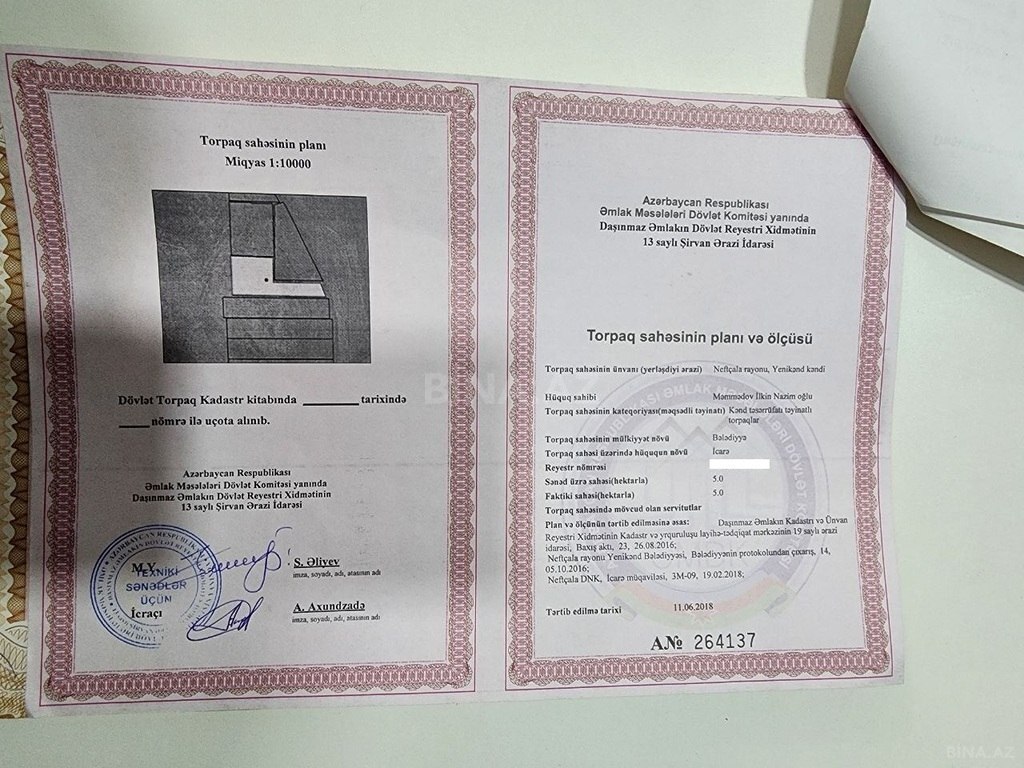 Torpaq sahəsinin planı
Miqyas 1:10000
Dövlət Torpaq Kadastr kitabında ________ tarixində
____nömrə ilə uçota alınıb.
Azərbaycan Respublikası
Əmlak Məsələləri Dövlət Komitəsi yanında
Daşınmaz Əmlakın Dövlət Reyestri Xidmətinin
13 saylı Şirvan Ərazi İdarəsi
M.Y.
TEXNİKİ
SƏNƏDLƏR
ÜÇÜN
İcraçı
S. Əliyev
imza, soyadı, adı, atasının adı
A. Axundzadə
imza, soyadı, adı, atasının adı
Azərbaycan Respublikası
Əmlak Məsələləri Dövlət Komitəsi yanında
Daşınmaz Əmlakın Dövlət Reyestri Xidmətinin
13 saylı Şirvan Ərazi İdarəsi
Torpaq sahəsinin planı və ölçüsü
Torpaq sahəsinin ünvanı (yerləşdiyi ərazi) Neftçala rayonu, Yenikənd kəndi
Hüquq sahibi Məmmədov İlkin Nazim oğlu
Torpaq sahəsinin kateqoriyası(məqsədli təyinatı) Kənd təsərrüfatı təyinatlı
torpaqlar
Torpaq sahəsinin mülkiyyət növü Bələdiyyə
Torpaq sahəsi üzərində hüququn növü İcarə
Reyestr nömrəsi
Sənəd üzrə sahəsi(hektarla) 5.0
Faktiki sahəsi(hektarla) 5.0
Torpaq sahəsində mövcud olan servitutlar
Plan və ölçünün tərtib edilməsinə əsas: Daşınmaz Əmlakın Kadastrı və Ünvan
Reyestri Xidmətinin Kadastr və yrquruluşu layihə-tədqiqat mərkəzinin 19 saylı ərazi
idarəsi, Baxış aktı, 23, 26.08.2016;
Neftçala rayonu Yenikənd Bələdiyyəsi, Bələdiyyənin protokolundan çıxarış, 14,
05.10.2016;
Neftçala DNK, İcarə müqaviləsi, 3M-09, 19.02.2018;
Tərtib edilmə tarixi 11.06.2018
A№ 264137
BINA.AZ
BINA.AZ